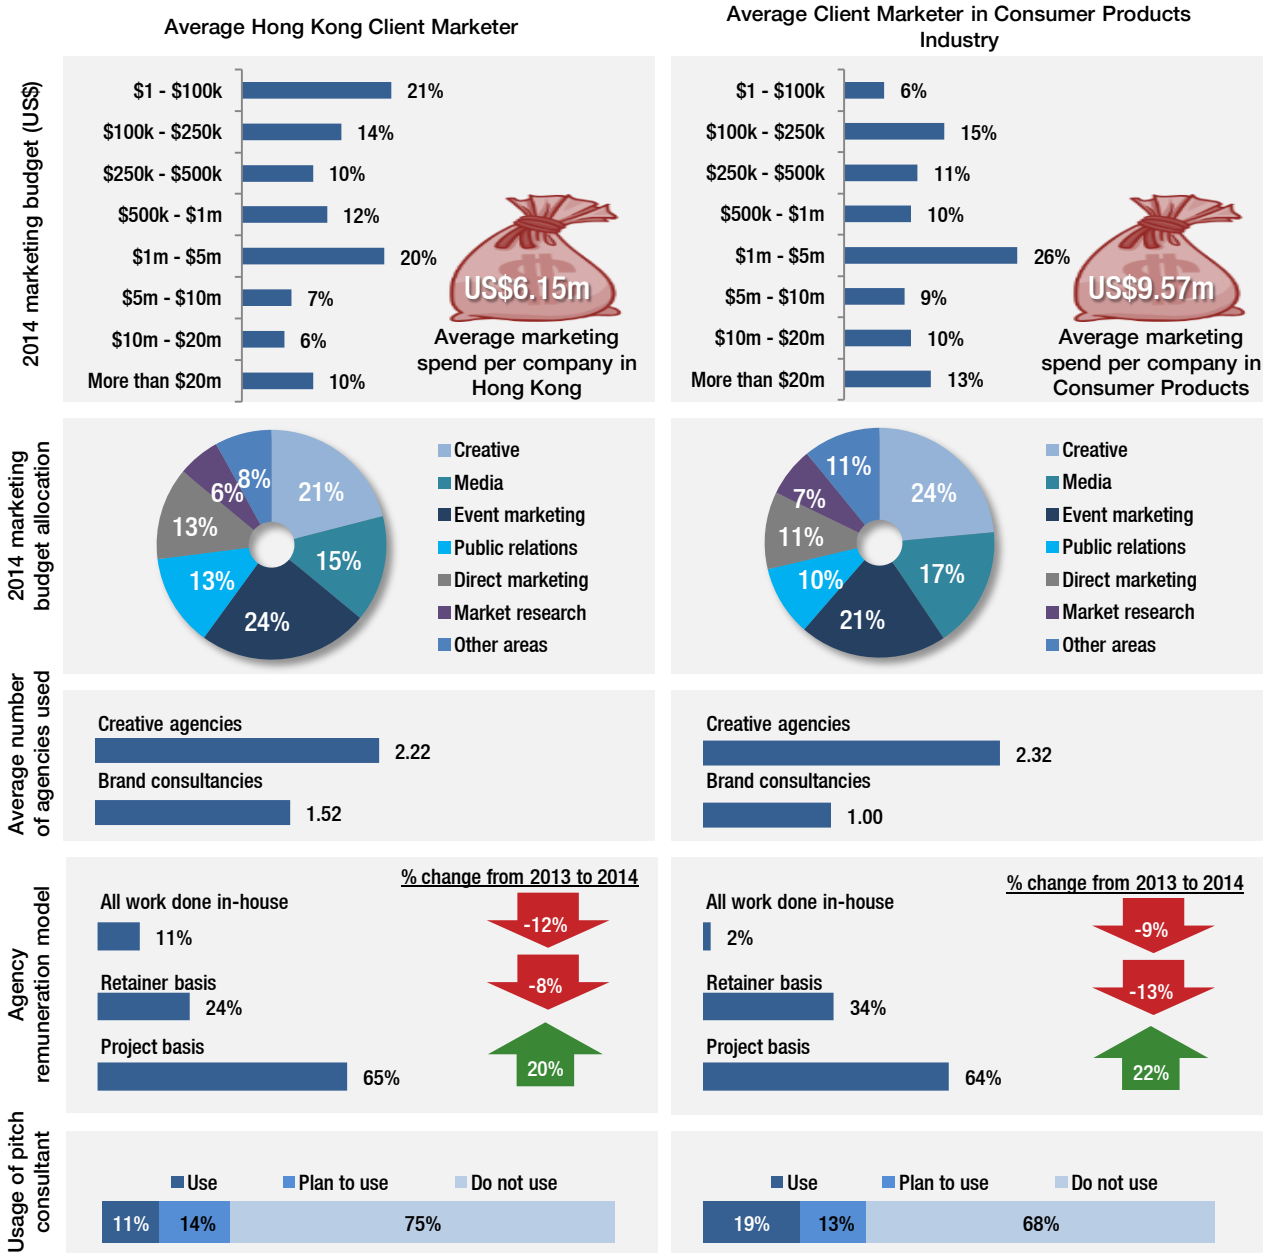 Average Hong Kong Client Marketer
Average Client Marketer in Consumer Products
Industry
2014 marketing budget (US$)
$1 - $100k 21%
$100k - $250k 14%
$250k - $500k 10%
$500k - $1m 12%
$1m - $5m 20%
$5m - $10m 7%
$10m - $20m 6%
More than $20m 10%
US$6.15m
Average marketing
spend per company in
Hong Kong
$1 - $100k 6%
$100k - $250k 15%
$250k - $500k 11%
$500k - $1m 10%
$1m - $5m 26%
$5m - $10m 9%
$10m - $20m 10%
More than $20m 13%
US$9.57m
Average marketing
spend per company in
Consumer Products
2014 marketing
budget allocation
21%
15%
24%
13%
13%
6%
8%
Creative
Media
Event marketing
Public relations
Direct marketing
Market research
Other areas
24%
17%
21%
10%
11%
7%
11%
Creative
Media
Event marketing
Public relations
Direct marketing
Market research
Other areas
Average number
of agencies used
Creative agencies
2.22
Brand consultancies
1.52
Creative agencies
2.32
Brand consultancies
1.00
Agency
remuneration model
% change from 2013 to 2014
All work done in-house
11%
-12%
Retainer basis
24%
-8%
Project basis
65%
20%
% change from 2013 to 2014
All work done in-house
2%
-9%
Retainer basis
34%
-13%
Project basis
64%
22%
Usage of pitch
consultant
Use Plan to use Do not use
11% 14% 75%
Use Plan to use Do not use
19% 13% 68%